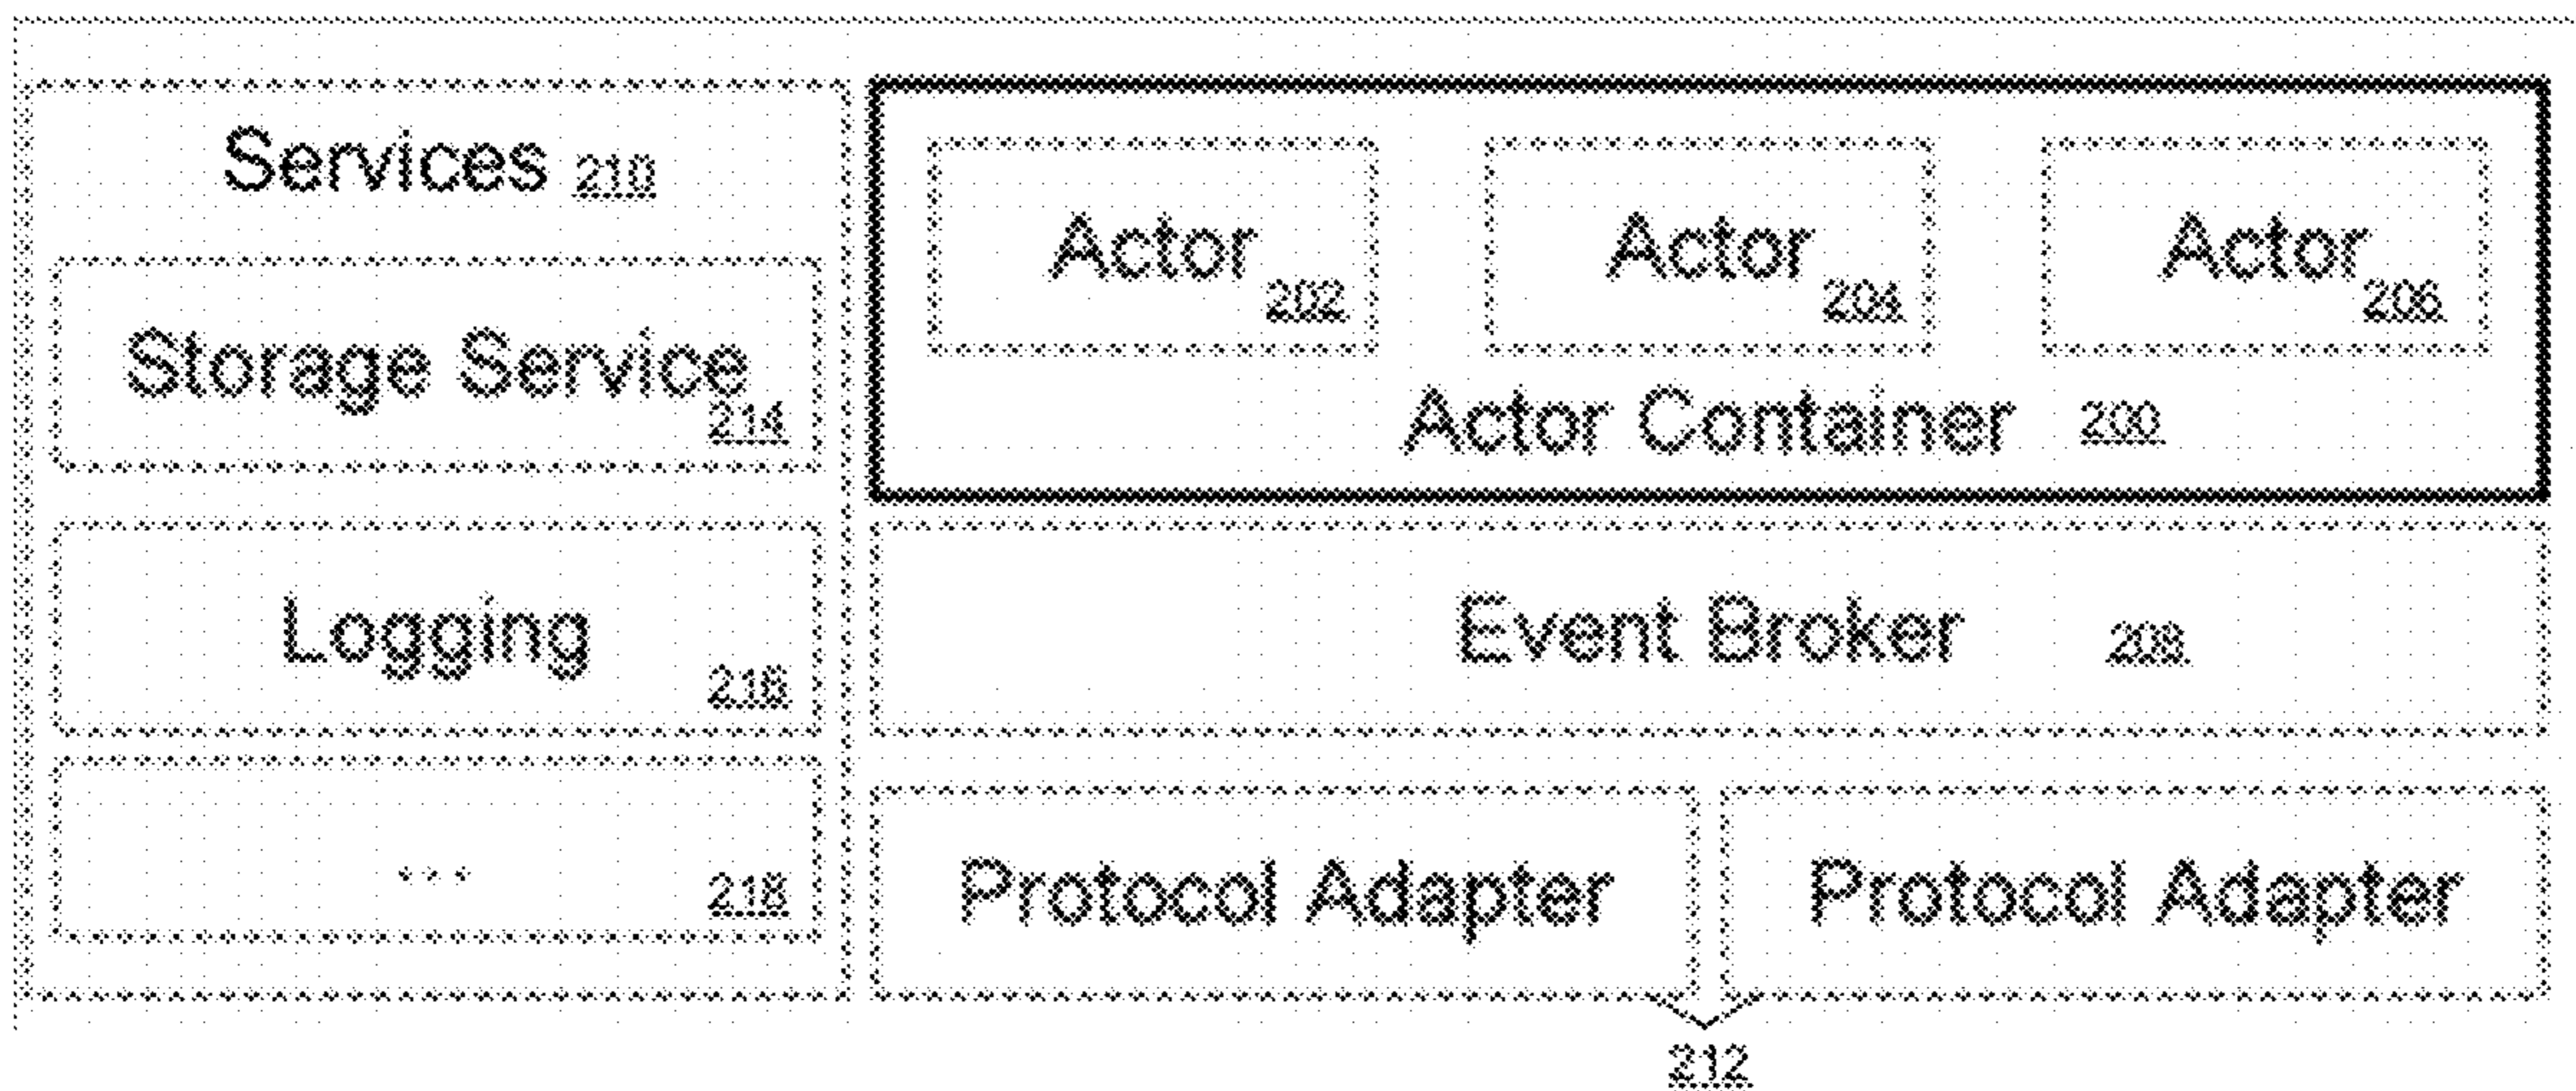 Services 210
Storage Service
214
Logging
216
...
218
Actor 202
Actor 204
Actor 206
Actor Container 200
Event Broker 208
Protocol Adapter
Protocol Adapter
212